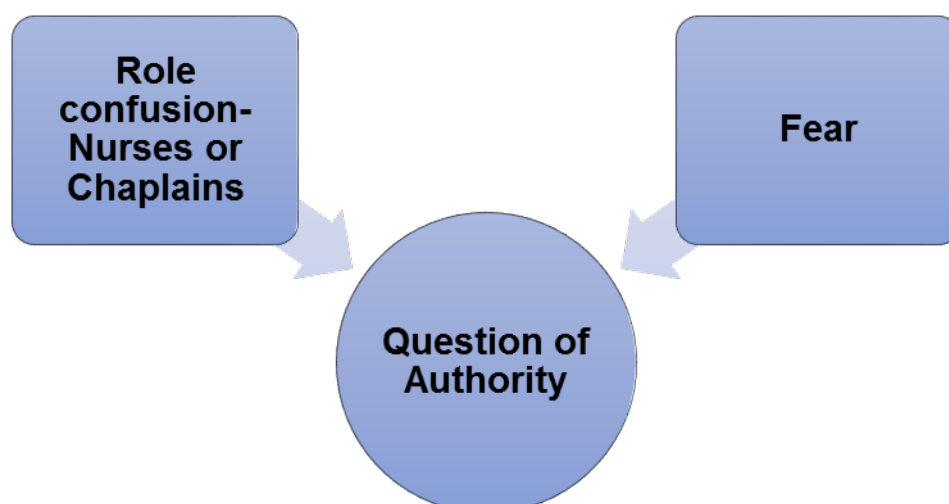 Role
confusion-
Nurses or
Chaplains
Fear
Question of
Authority